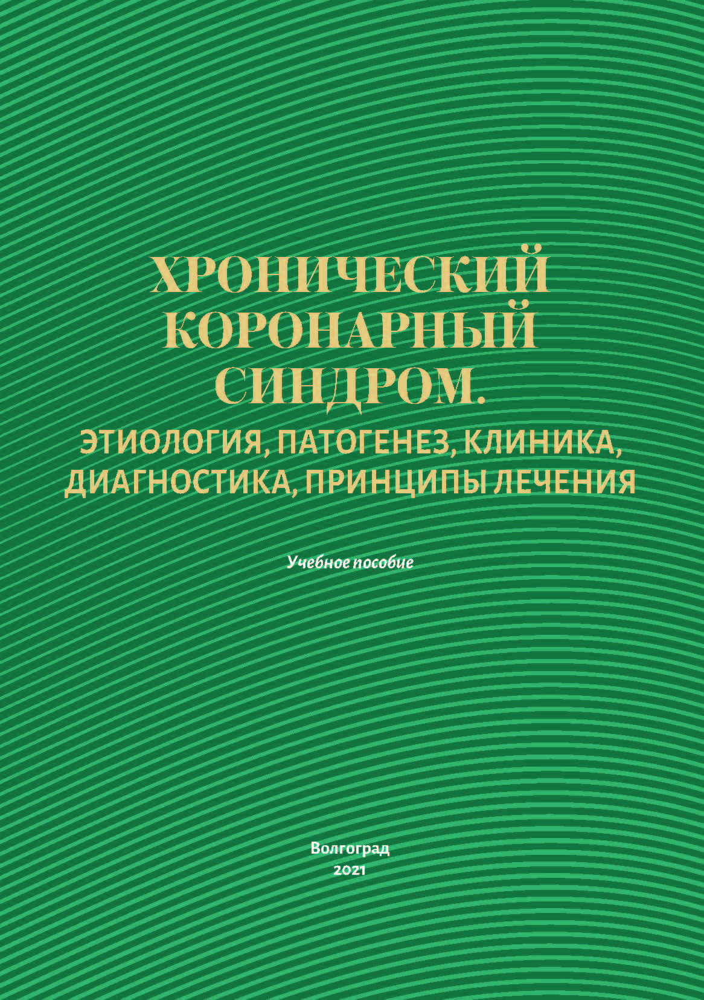 ХРОНИЧЕСКИЙ
КОРОНАРНЫЙ
СИНДРОМ.
ЭТИОЛОГИЯ, ПАТОГЕНЕЗ, КЛИНИКА,
ДИАГНОСТИКА, ПРИНЦИПЫ ЛЕЧЕНИЯ
Учебное пособие
Волгоград
2021